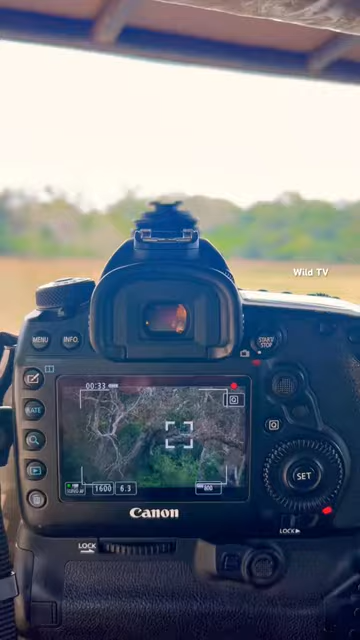 Wild TV
MENU
INFO.
START/
STOP
RATE
00:33
Q
Q
1600
6.3
SET
Canon
LOCK
LOCK